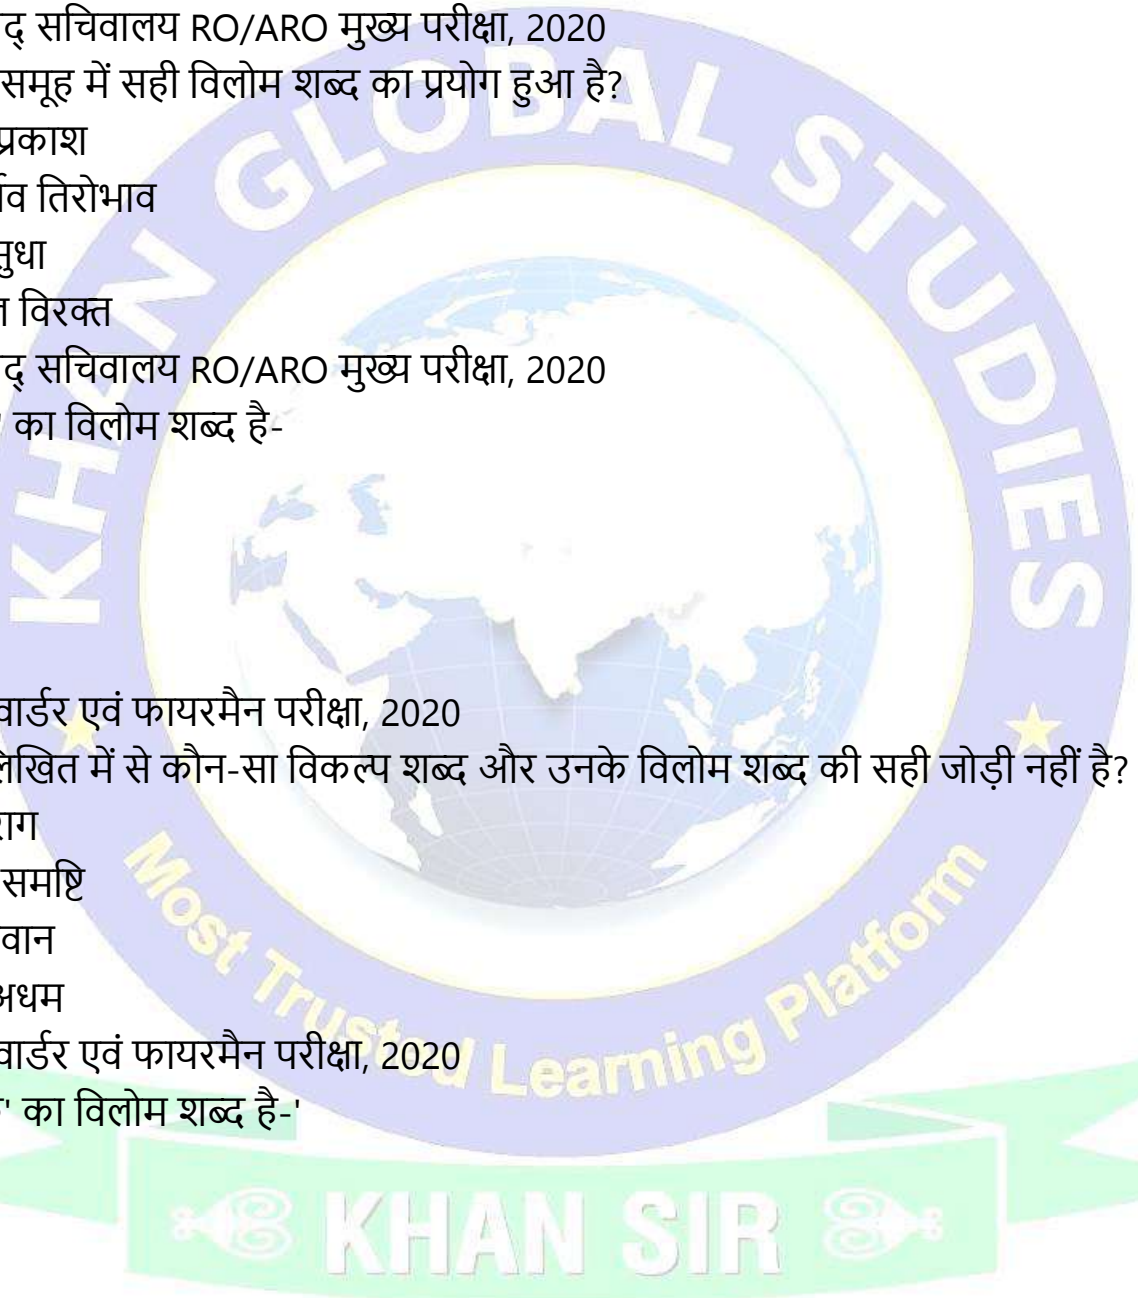 द् सचिवालय RO/ARO मुख्य परीक्षा, 2020
समूह में सही विलोम शब्द का प्रयोग हुआ है?
प्रकाश
तिरोभाव
सुधा
विरक्त
द् सचिवालय RO/ARO मुख्य परीक्षा, 2020
' का विलोम शब्द है-
वार्डर एवं फायरमैन परीक्षा, 2020
लिखित में से कौन-सा विकल्प शब्द और उनके विलोम शब्द की सही जोड़ी नहीं है?
राग
समष्टि
वान
अधम
वार्डर एवं फायरमैन परीक्षा, 2020
' का विलोम शब्द है-'
KHAN GLOBAL STUDIES
Most Trusted Learning Platform
KHAN SIR